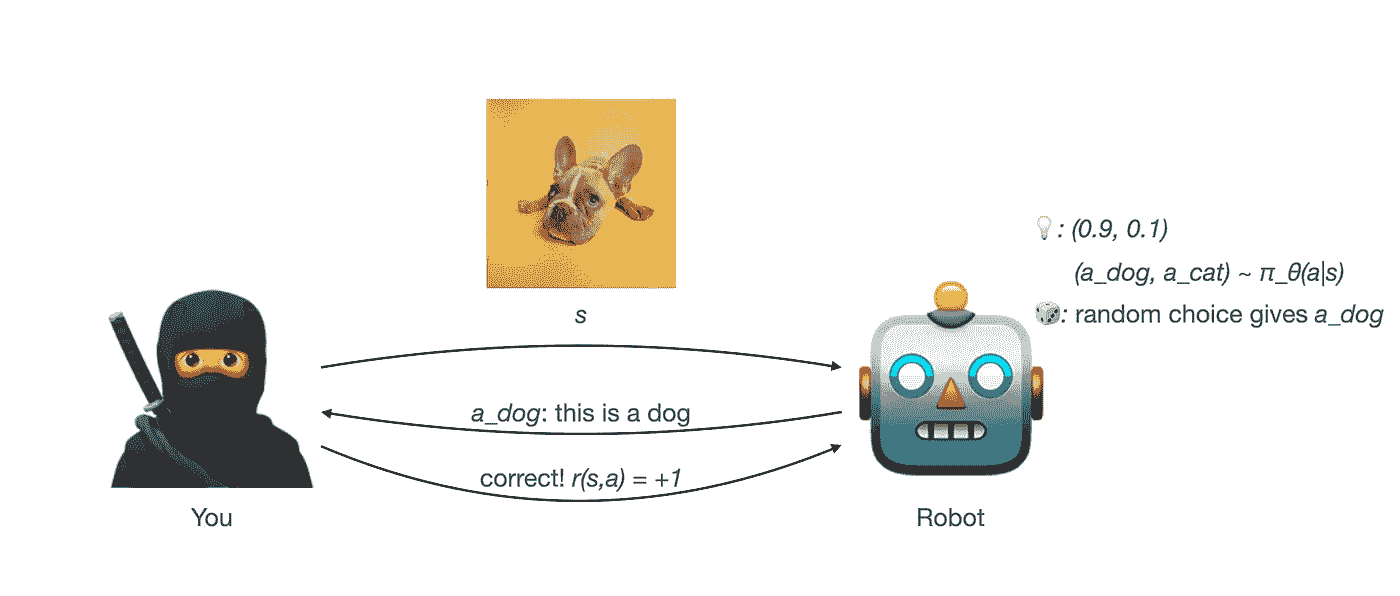 s
a_dog: this is a dog
correct! r(s,a) = +1
You
Robot
: (0.9, 0.1)
(a_dog, a_cat) ~ π_θ(a|s)
: random choice gives a_dog